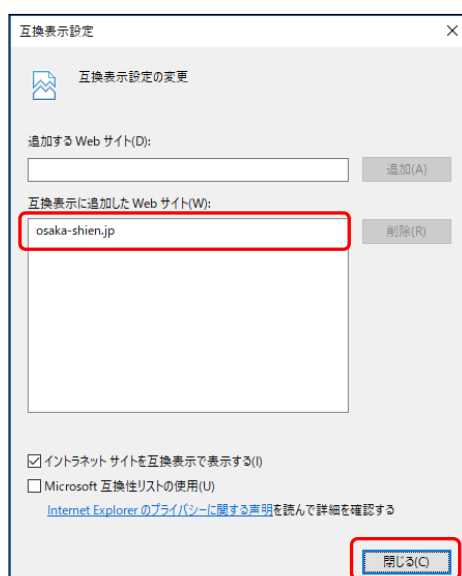 互換表示設定
互換表示設定の変更
追加する Web サイト(D):
追加(A)
互換表示に追加した Web サイト(W):
osaka-shien.jp
削除(R)
イントラネット サイトを互換表示で表示する(I)
Microsoft 互換性リストの使用(U)
Internet Explorer のプライバシーに関する声明を読んで詳細を確認する
閉じる(C)